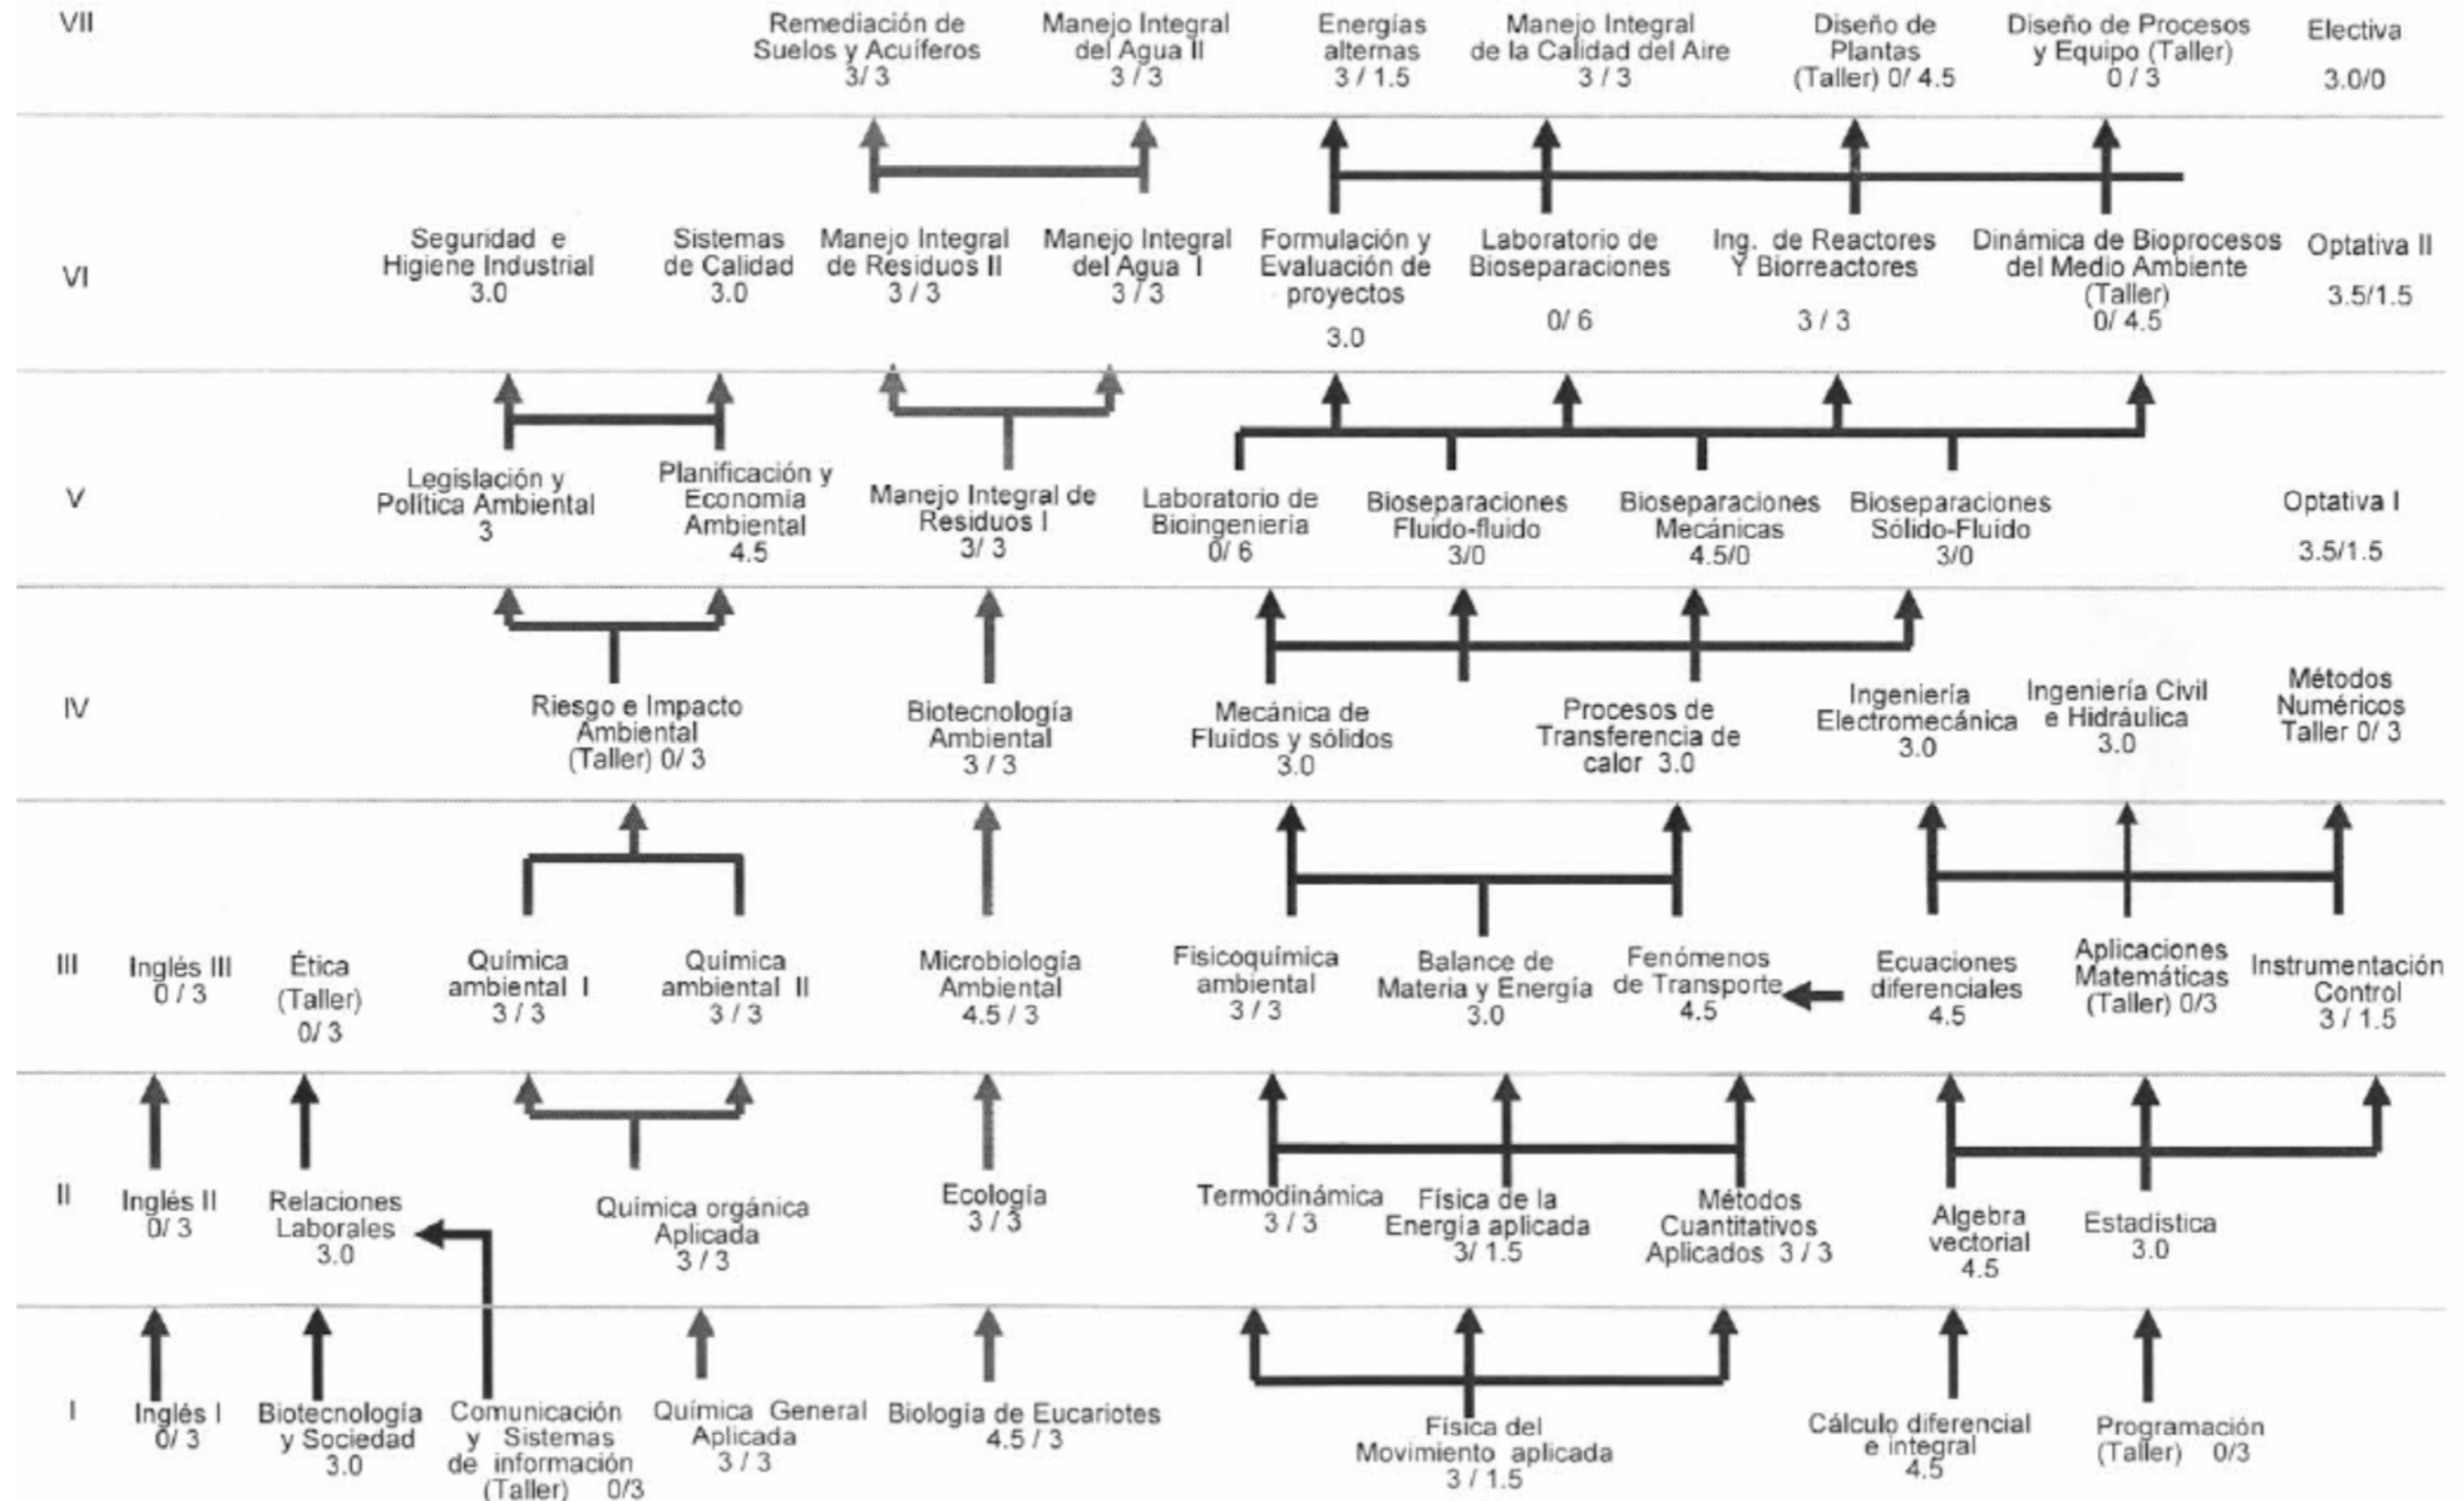 VII
Remediación de
Suelos y Acuíferos
3/ 3
Manejo Integral
del Agua II
3 / 3
Energías
alternas
3 / 1.5
Manejo Integral
de la Calidad del Aire
3 / 3
Diseño de
Plantas
(Taller) 0/ 4.5
Diseño de Procesos
y Equipo (Taller)
0 / 3
Electiva
3.0/0
VI
Seguridad e
Higiene Industrial
3.0
Sistemas
de Calidad
3.0
Manejo Integral
de Residuos II
3 / 3
Manejo Integral
del Agua I
3 / 3
Formulación y
Evaluación de
proyectos
3.0
Laboratorio de
Bioseparaciones
0/ 6
Ing. de Reactores
Y Biorreactores
3 / 3
Dinámica de Bioprocesos
del Medio Ambiente
(Taller)
0/ 4.5
Optativa II
3.5/1.5
V
Legislación y
Política Ambiental
3
Planificación y
Economía
Ambiental
4.5
Manejo Integral de
Residuos I
3/ 3
Laboratorio de
Bioingeniería
0/ 6
Bioseparaciones
Fluido-fluido
3/0
Bioseparaciones
Mecánicas
4.5/0
Bioseparaciones
Sólido-Fluído
3/0
Optativa I
3.5/1.5
IV
Riesgo e Impacto
Ambiental
(Taller) 0/ 3
Biotecnología
Ambiental
3 / 3
Mecánica de
Fluidos y sólidos
3.0
Procesos de
Transferencia de
calor 3.0
Ingeniería
Electromecánica
3.0
Ingeniería Civil
e Hidráulica
3.0
Métodos
Numéricos
Taller 0/ 3
III
Inglés III
0 / 3
Ética
(Taller)
0/ 3
Química
ambiental I
3 / 3
Química
ambiental II
3 / 3
Microbiología
Ambiental
4.5 / 3
Fisicoquímica
ambiental
3 / 3
Balance de
Materia y Energía
3.0
Fenómenos
de Transporte
4.5
Ecuaciones
diferenciales
4.5
Aplicaciones
Matemáticas
(Taller) 0/3
Instrumentación
Control
3 / 1.5
II
Inglés II
0/ 3
Relaciones
Laborales
3.0
Química orgánica
Aplicada
3 / 3
Ecología
3 / 3
Termodinámica
3 / 3
Física de la
Energía aplicada
3/ 1.5
Métodos
Cuantitativos
Aplicados 3 / 3
Algebra
vectorial
4.5
Estadística
3.0
I
Inglés I
0/ 3
Biotecnología
y Sociedad
3.0
Comunicación
y Sistemas
de información
(Taller) 0/3
Química General
Aplicada
3 / 3
Biología de Eucariotes
4.5 / 3
Física del
Movimiento aplicada
3 / 1.5
Cálculo diferencial
e integral
4.5
Programación
(Taller) 0/3